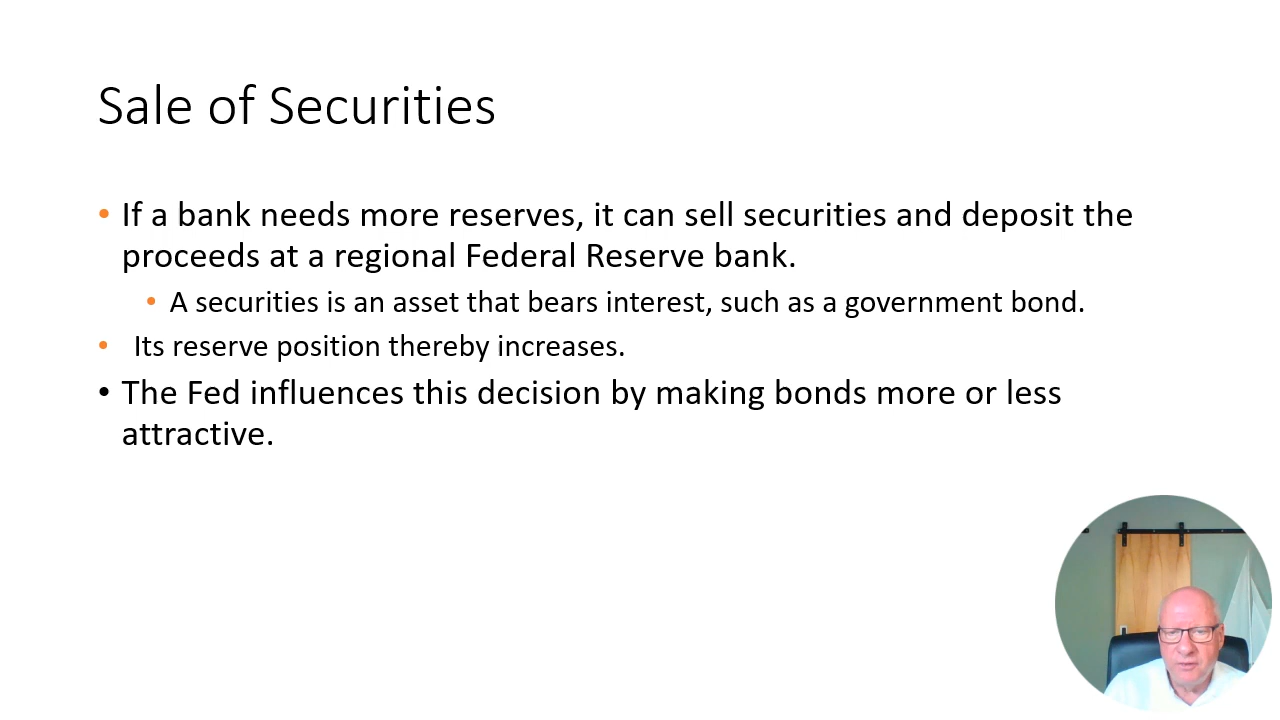 Sale of Securities
• If a bank needs more reserves, it can sell securities and deposit the
proceeds at a regional Federal Reserve bank.
• A securities is an asset that bears interest, such as a government bond.
• Its reserve position thereby increases.
• The Fed influences this decision by making bonds more or less
attractive.